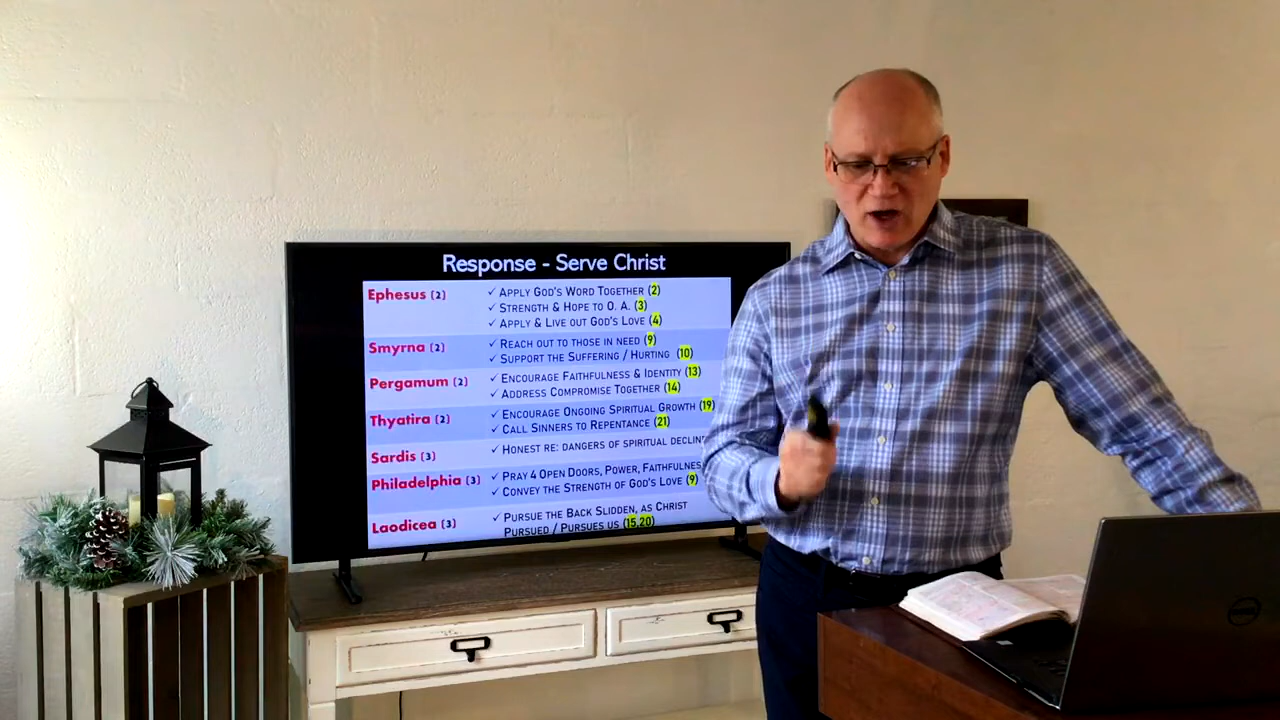 Response - Serve Christ
Ephesus (2)
✓ APPLY GOD'S WORD TOGETHER (2)
✓ STRENGTH & HOPE TO O. A. (3)
✓ APPLY & LIVE OUT GOD'S LOVE (4)
Smyrna (2)
✓ REACH OUT TO THOSE IN NEED (9)
✓ SUPPORT THE SUFFERING / HURTING (10)
Pergamum (2)
✓ ENCOURAGE FAITHFULNESS & IDENTITY (13)
✓ ADDRESS COMPROMISE TOGETHER (14)
Thyatira (2)
✓ ENCOURAGE ONGOING SPIRITUAL GROWTH (19)
✓ CALL SINNERS TO REPENTANCE (21)
Sardis (3)
✓ HONEST RE: DANGERS OF SPIRITUAL DECLIN
Philadelphia (3)
✓ PRAY 4 OPEN DOORS, POWER, FAITHFULNES
✓ CONVEY THE STRENGTH OF GOD'S LOVE (9)
Laodicea (3)
✓ PURSUE THE BACK SLIDDEN, AS CHRIST
PURSUED / PURSUES US (15,20)